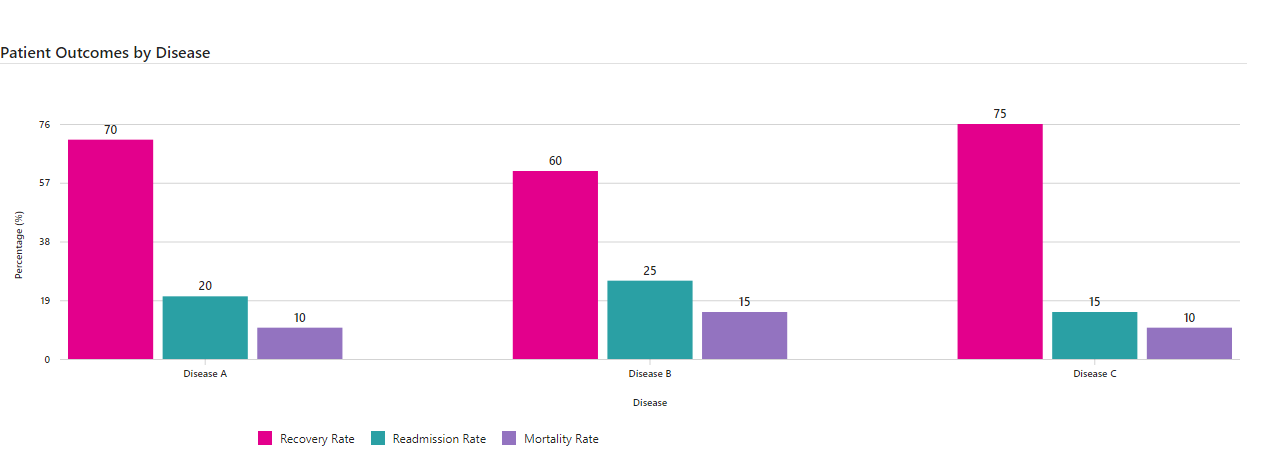 Patient Outcomes by Disease
75
76
70
60
57
Percentage (%)
38
25
20
19
15
15
10
10
0
Disease A
Disease B
Disease C
Disease
Recovery Rate
Readmission Rate
Mortality Rate